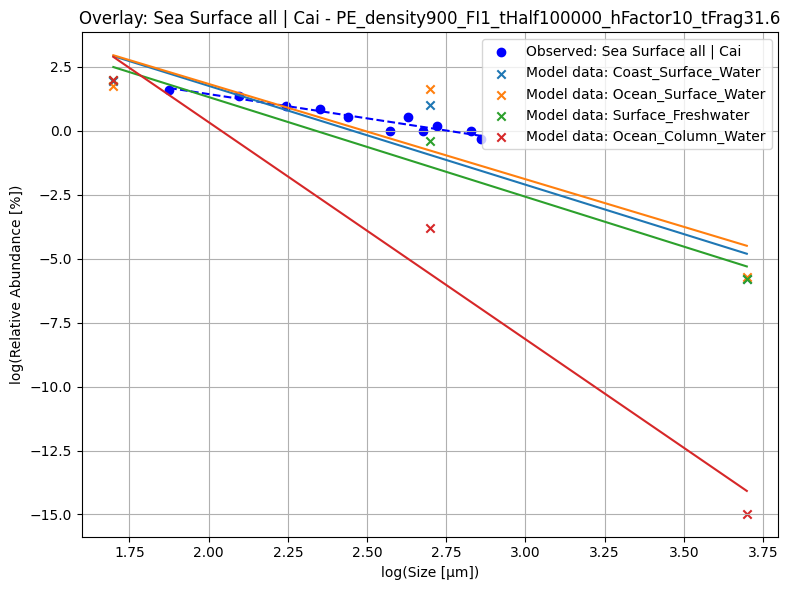 Overlay: Sea Surface all | Cai - PE_density900_FI1_tHalf100000_hFactor10_tFrag31.6
Observed: Sea Surface all | Cai
Model data: Coast_Surface_Water
Model data: Ocean_Surface_Water
Model data: Surface_Freshwater
Model data: Ocean_Column_Water
log(Relative Abundance [%])
2.5
0.0
−2.5
−5.0
−7.5
−10.0
−12.5
−15.0
1.75
2.00
2.25
2.50
2.75
3.00
3.25
3.50
3.75
log(Size [μm])